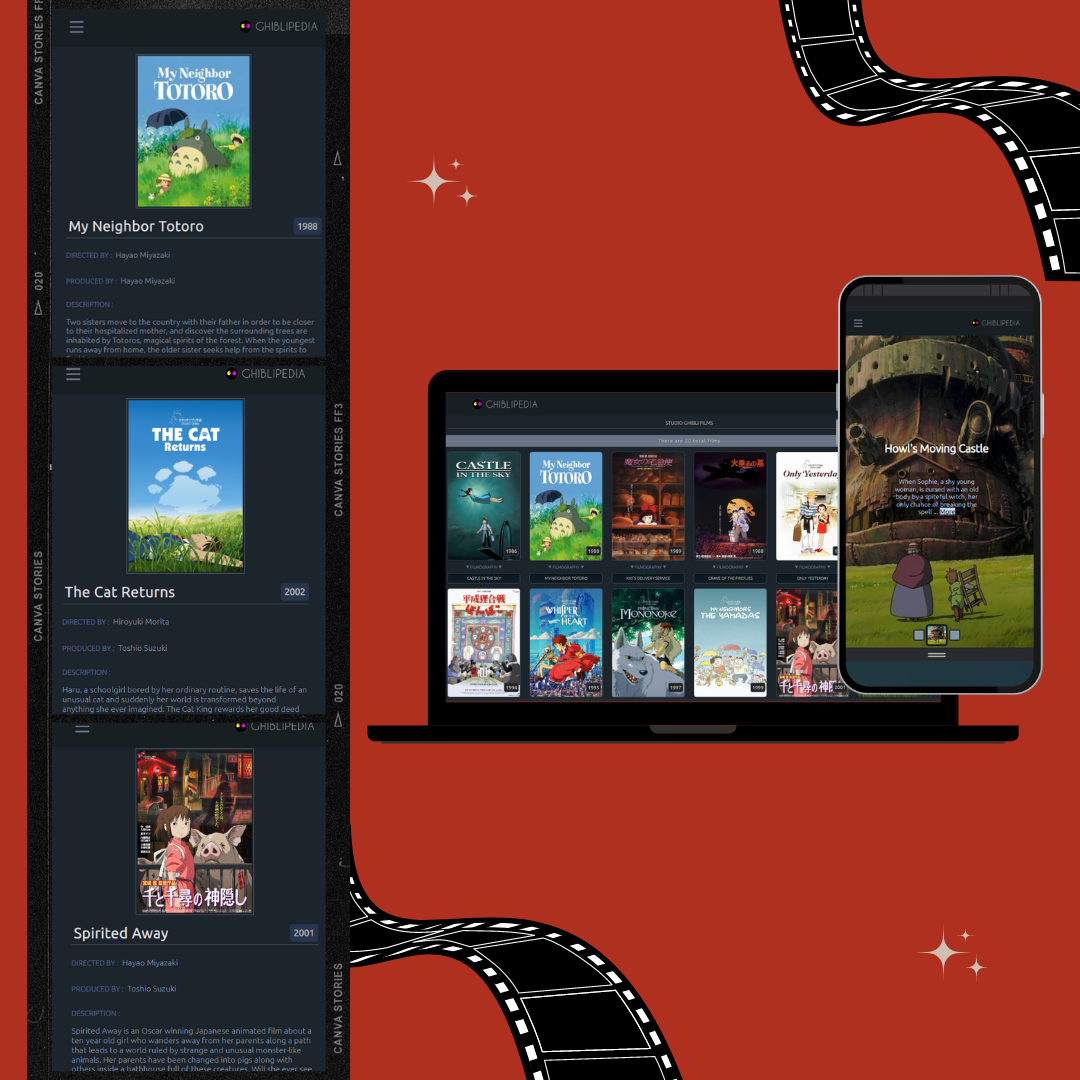 CANVA STORIES FF
GHIBLIPEDIA
My Neighbor
TOTORO
My Neighbor Totoro
1988
DIRECTED BY : Hayao Miyazaki
PRODUCED BY : Hayao Miyazaki
DESCRIPTION :
Two sisters move to the country with their father in order to be closer
to their hospitalized mother, and discover the surrounding trees are
inhabited by Totoros, magical spirits of the forest. When the youngest
runs away from home, the older sister seeks help from the spirits to
020
GHIBLIPEDIA
THE CAT
Returns
The Cat Returns
2002
DIRECTED BY : Hiroyuki Morita
PRODUCED BY : Toshio Suzuki
DESCRIPTION :
Haru, a schoolgirl bored by her ordinary routine, saves the life of an
unusual cat and suddenly her world is transformed beyond
anything she ever imagined. The Cat King rewards her good deed
CANVA STORIES FF3
CANVA STORIES
020
GHIBLIPEDIA
千と千尋の神隠し
Spirited Away
2001
DIRECTED BY : Hayao Miyazaki
PRODUCED BY : Toshio Suzuki
DESCRIPTION :
Spirited Away is an Oscar winning Japanese animated film about a
ten year old girl who wanders away from her parents along a path
that leads to a world ruled by strange and unusual monster-like
animals. Her parents have been changed into pigs along with
others inside a bathhouse full of these creatures. Will she ever see
CANVA STORIES
GHIBLIPEDIA
STUDIO GHIBLI FILMS
There are 20 total films
CASTLE
IN THE SKY
1986
My Neighbor
TOTORO
1988
魔女の宅急便
1989
火垂るの墓
1988
Only Yesterda
FILMOGRAPHY
FILMOGRAPHY
FILMOGRAPHY
FILMOGRAPHY
FILMOGRAPHY
CASTLE IN THE SKY
MY NEIGHBOR TOTORO
KIKI'S DELIVERY SERVICE
GRAVE OF THE FIREFLIES
ONLY YESTERDAY
平成狸合戦
ぽんぽこ
1994
WHISPER
OF THE
HEART
1995
PRINCESS
MONONOKE
1997
MY NEIGHBORS
THE YAMADAS
1999
千と千尋の神
2001
GHIBLIPEDIA
Howl's Moving Castle
When Sophie, a shy young
woman, is cursed with an old
body by a spiteful witch, her
only chance of breaking the
spell ... More